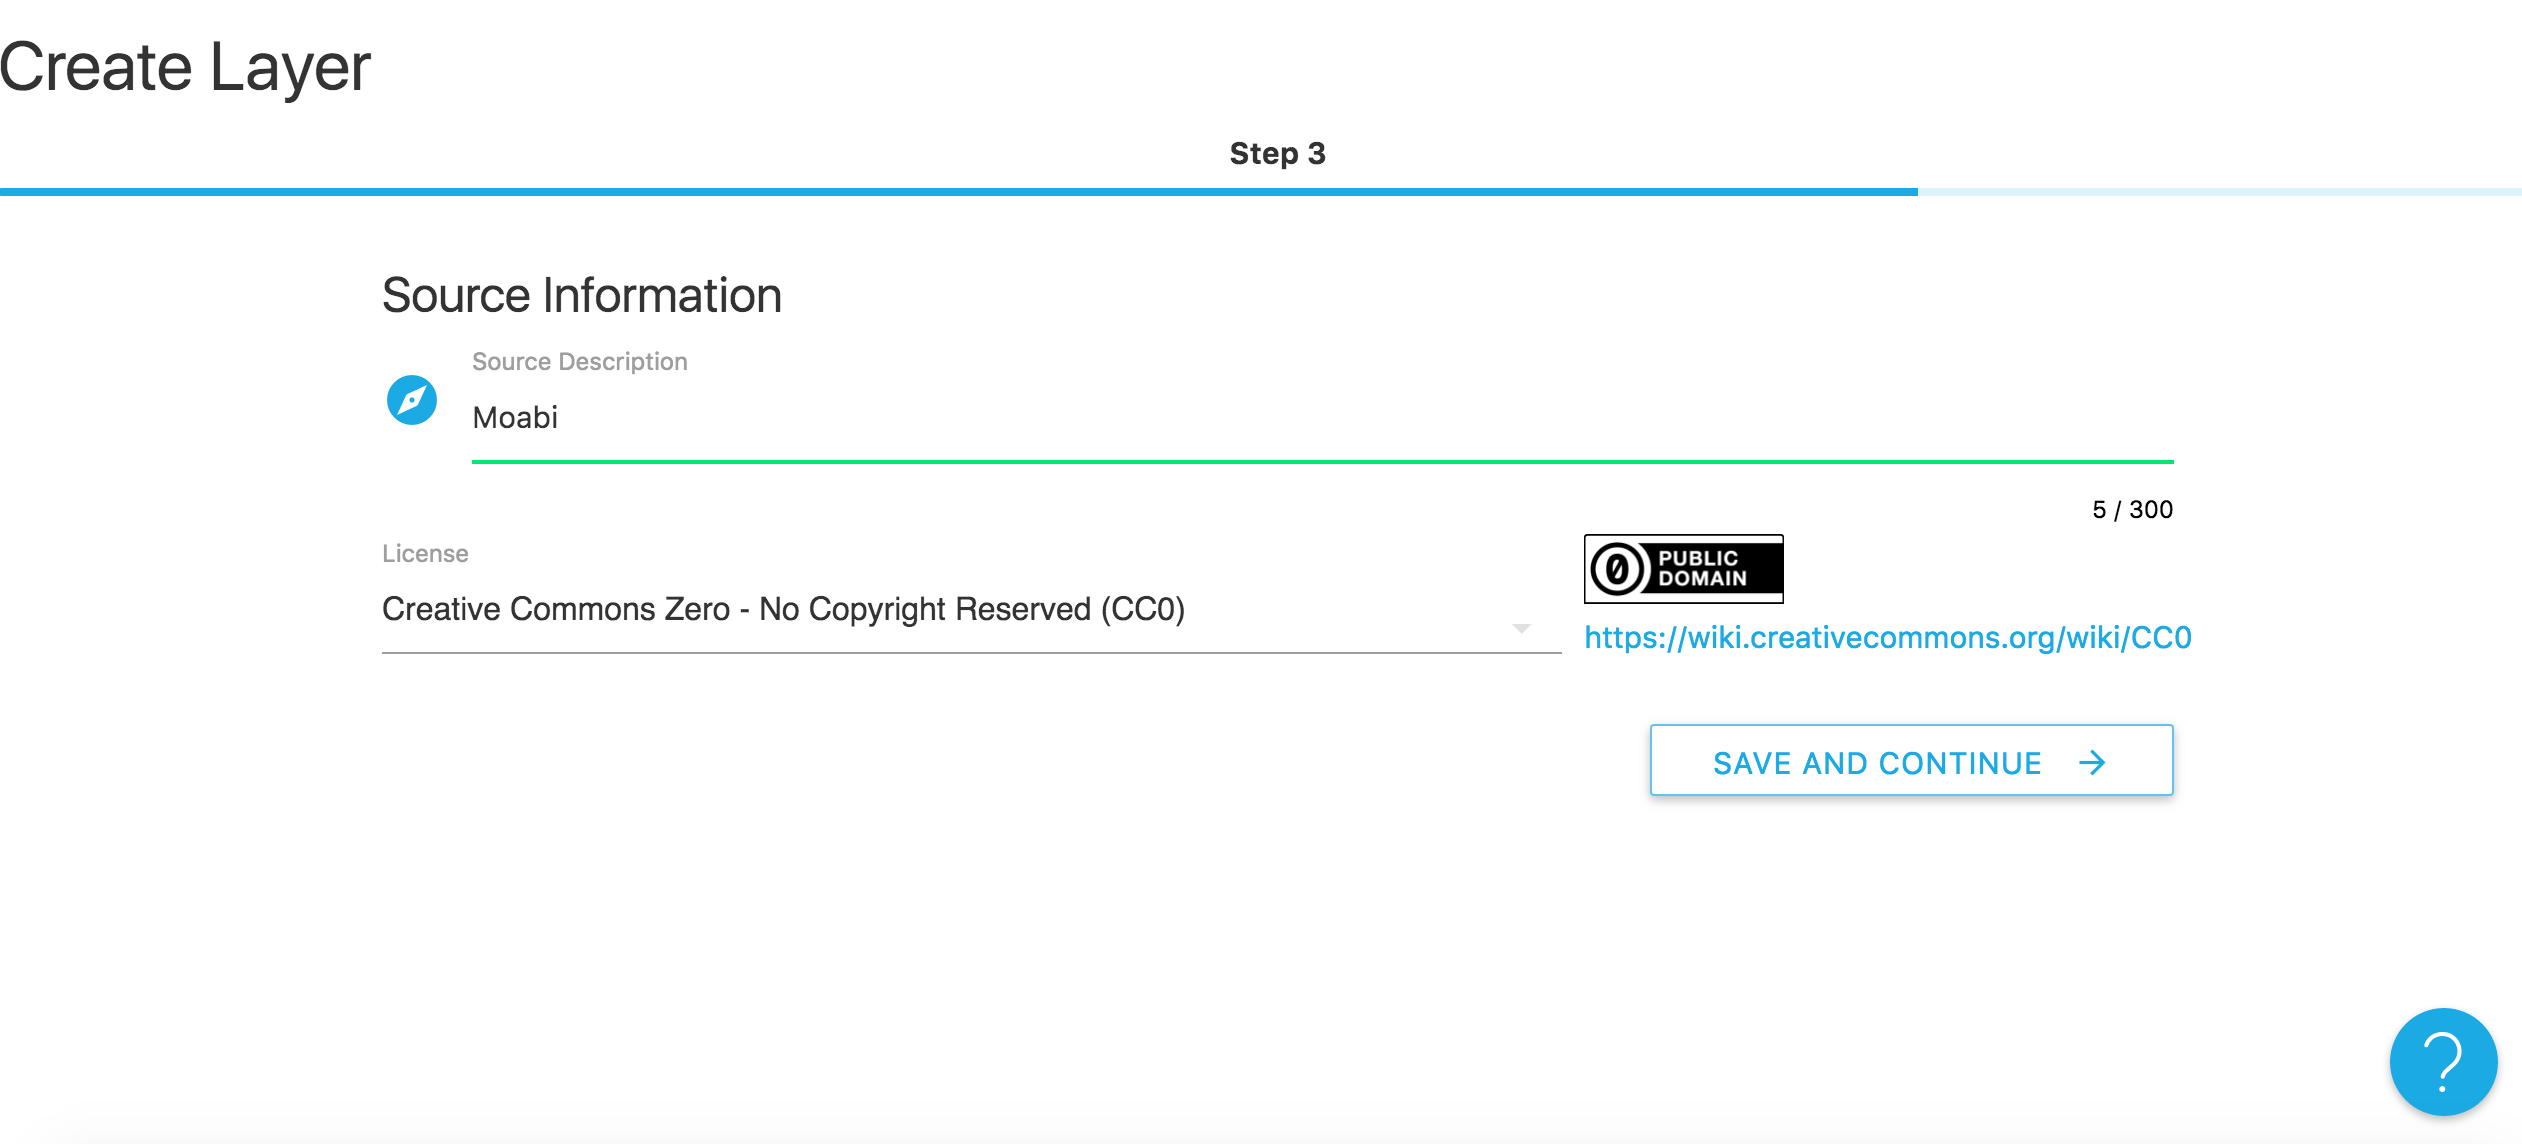 Create Layer
Step 3
Source Information
Source Description
Moabi
5 / 300
License
Creative Commons Zero - No Copyright Reserved (CC0)
0 PUBLIC
DOMAIN
https://wiki.creativecommons.org/wiki/CC0
SAVE AND CONTINUE →
?